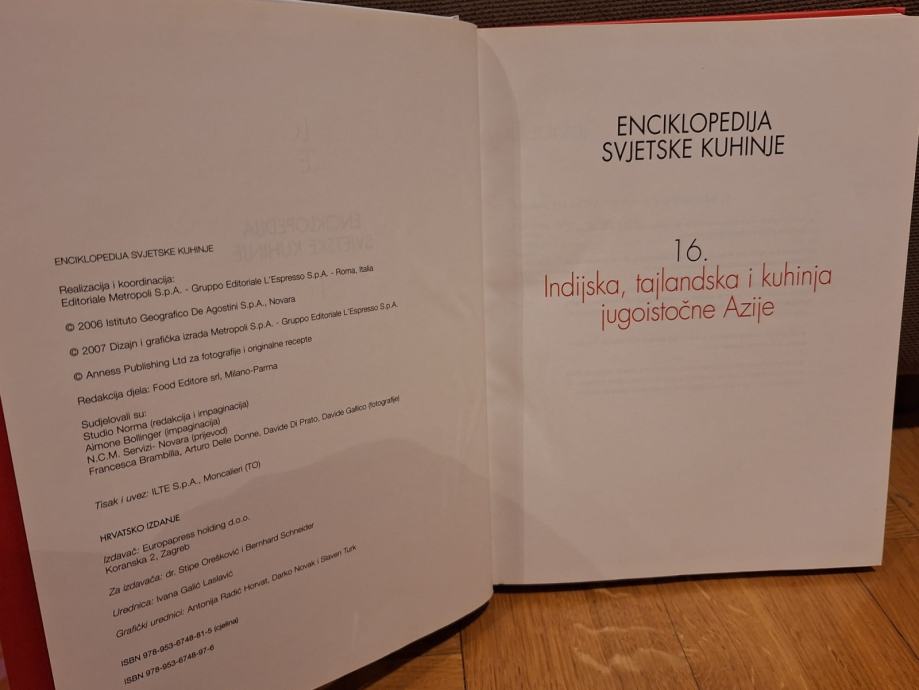 ENCIKLOPEDIJA SVJETSKE KUHINJE
Realizacija i koordinacija:
Editoriale Metropoli S.p.A. - Gruppo Editoriale L'Espresso S.p.A. - Roma, Italia
© 2006 Istituto Geografico De Agostini S.p.A., Novara
© 2007 Dizajn i grafička izrada Metropoli S.p.A. - Gruppo Editoriale L'Espresso S.p.A.
© Anness Publishing Ltd za fotografije i originalne recepte
Redakcija djela: Food Editore srl, Milano-Parma
Sudjelovali su:
Studio Norma (redakcija i impaginacija)
Aimone Bollinger (impaginacija)
N.C.M. Servizi- Novara (prijevod)
Francesca Brambilla, Arturo Delle Donne, Davide Di Prato, Davide Gallico (fotografije)
Tisak i uvez: ILTE S.p.A., Moncalieri (TO)
HRVATSKO IZDANJE
Izdavač: Europapress holding d.o.o.
Koranska 2, Zagreb
Za izdavača: dr. Stipe Orešković i Bernhard Schneider
Urednica: Ivana Galić Laslavić
Grafički urednici: Antonija Radić Horvat, Darko Novak i Slaven Turk
ISBN 978-953-6748-81-5 (cjelina)
ISBN 978-953-6748-97-6
ENCIKLOPEDIJA
SVJETSKE KUHINJE
16.
Indijska, tajlandska i kuhinja
jugoistočne Azije